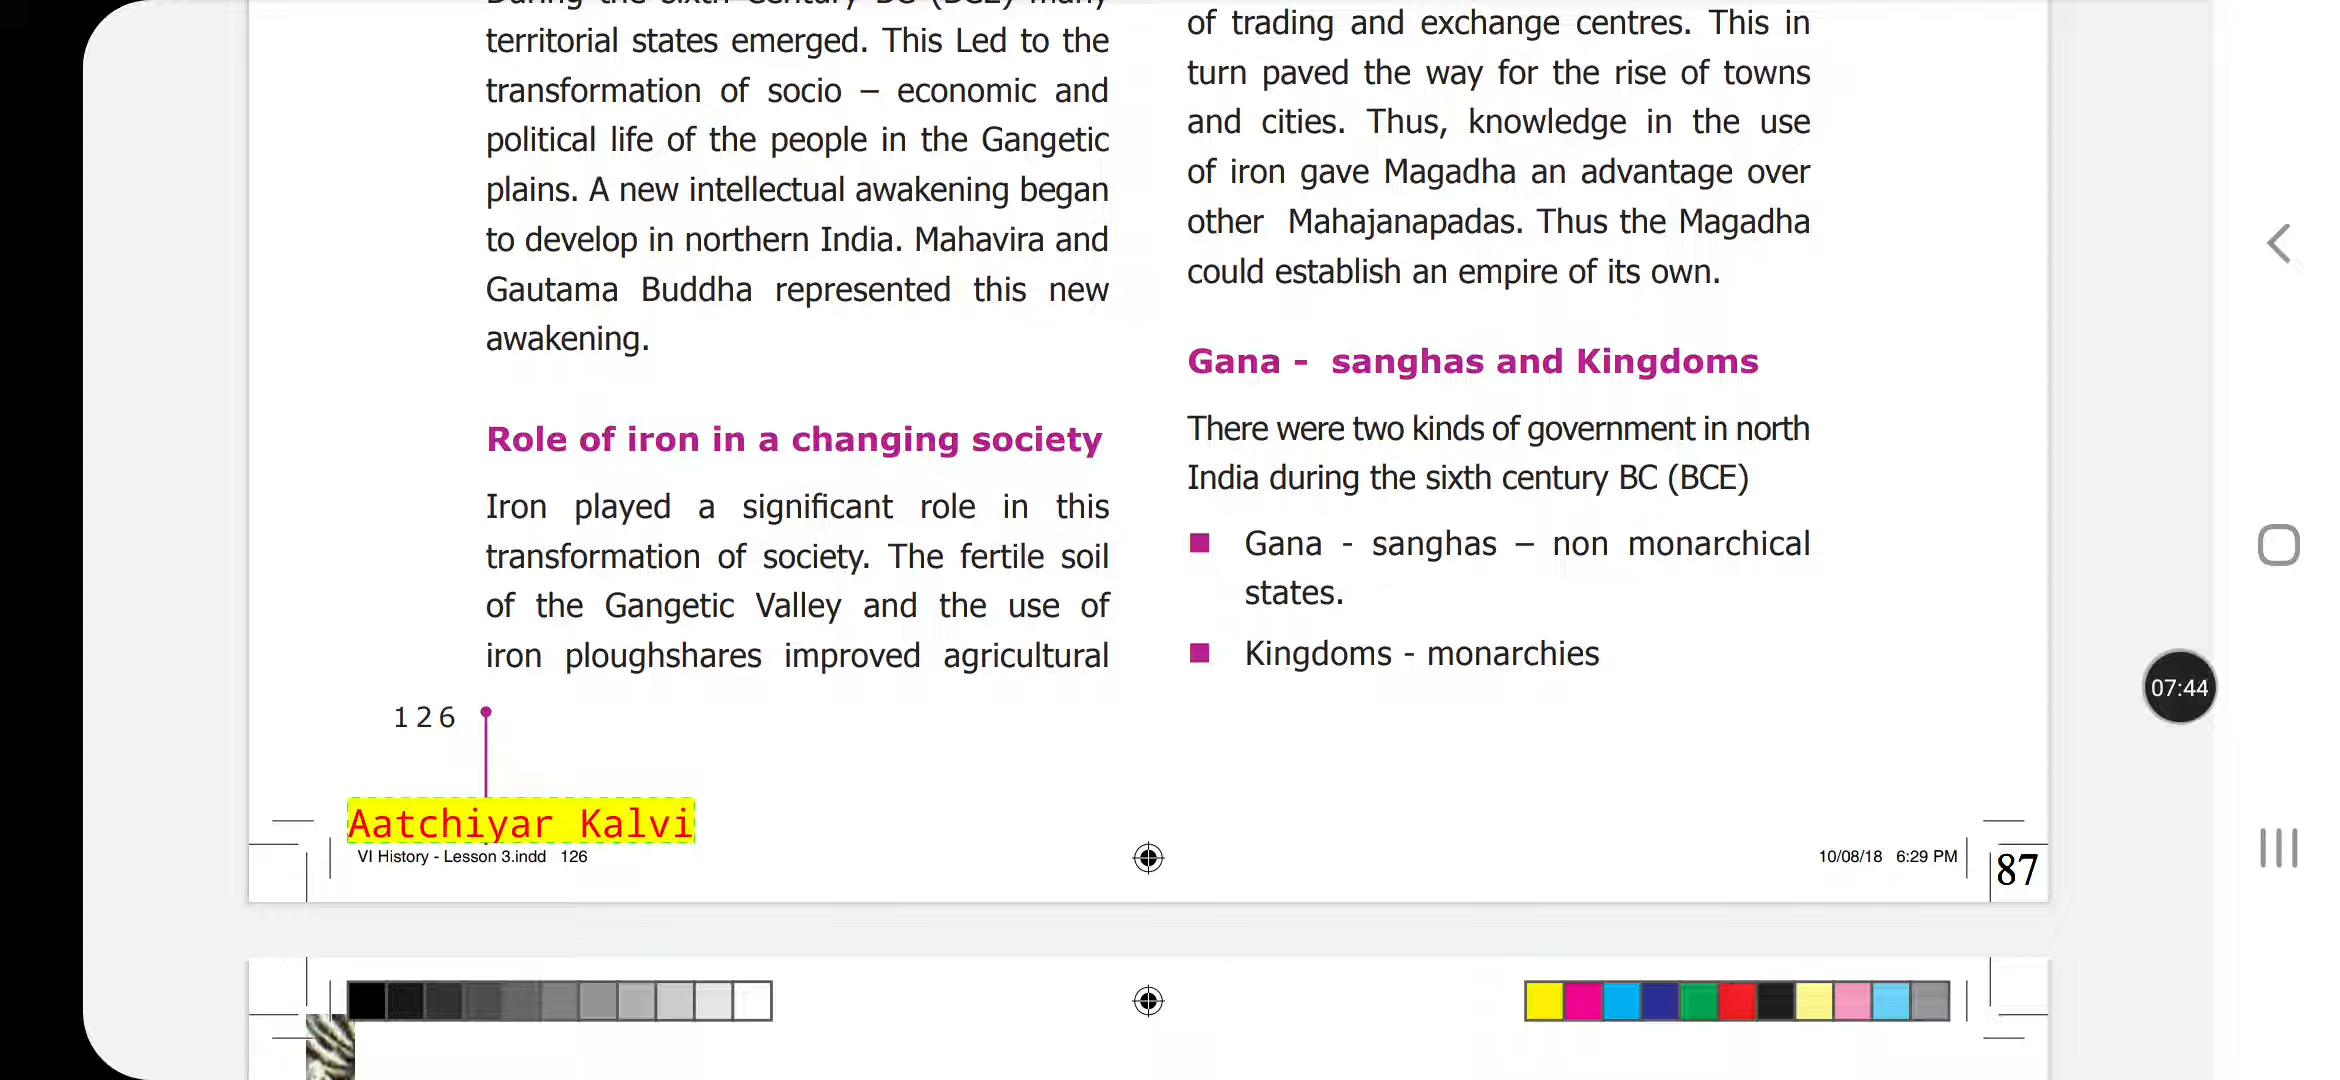 During the sixth Century BC (BCE) many
territorial states emerged. This Led to the
transformation of socio – economic and
political life of the people in the Gangetic
plains. A new intellectual awakening began
to develop in northern India. Mahavira and
Gautama Buddha represented this new
awakening.
Role of iron in a changing society
Iron played a significant role in this
transformation of society. The fertile soil
of the Gangetic Valley and the use of
iron ploughshares improved agricultural
of trading and exchange centres. This in
turn paved the way for the rise of towns
and cities. Thus, knowledge in the use
of iron gave Magadha an advantage over
other Mahajanapadas. Thus the Magadha
could establish an empire of its own.
Gana - sanghas and Kingdoms
There were two kinds of government in north
India during the sixth century BC (BCE)
■ Gana - sanghas – non monarchical
states.
■ Kingdoms - monarchies
126
Aatchiyar Kalvi
VI History - Lesson 3.indd 126
10/08/18 6:29 PM
87
07:44